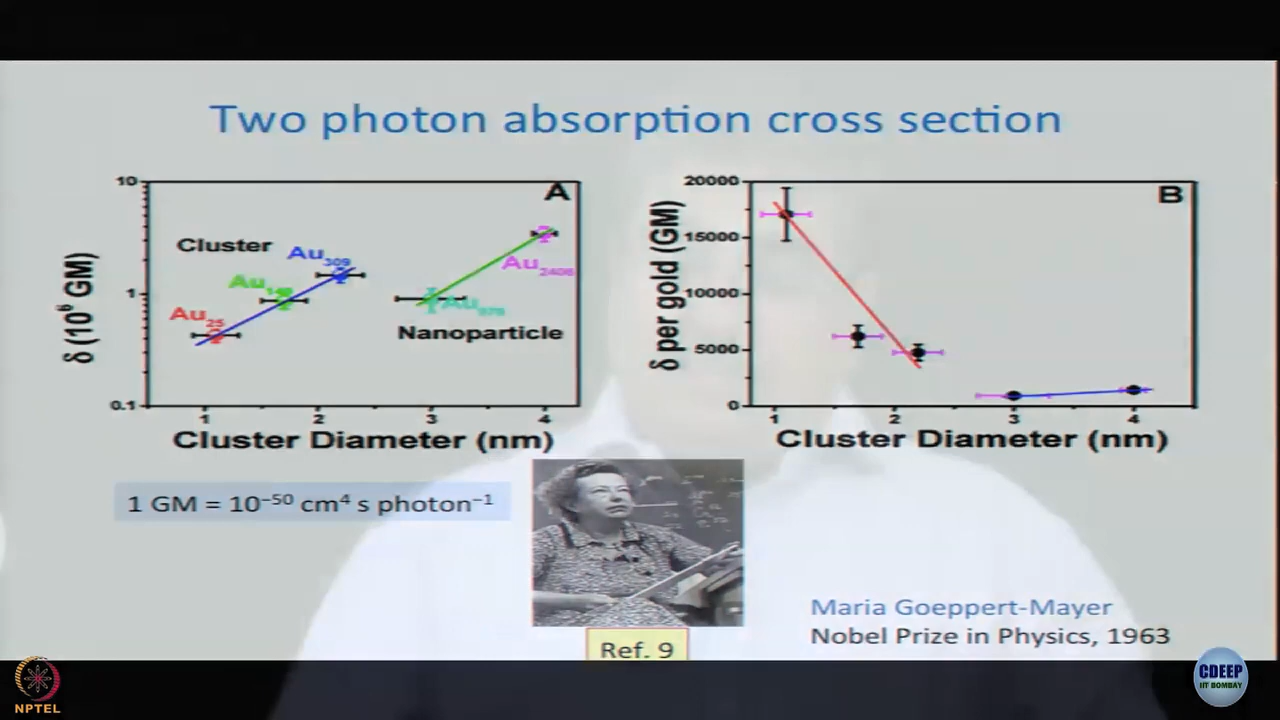 Two photon absorption cross section
A
δ (10⁶ GM)
10
1
0.1
Cluster
Au₂₅
Au₃₀₉
Nanoparticle
1 2 3 4
Cluster Diameter (nm)
B
δ per gold (GM)
20000
15000
10000
5000
0
1 2 3 4
Cluster Diameter (nm)
1 GM = 10⁻⁵⁰ cm⁴ s photon⁻¹
Maria Goeppert-Mayer
Nobel Prize in Physics, 1963
Ref. 9
NPTEL
CDEEP
IIT BOMBAY